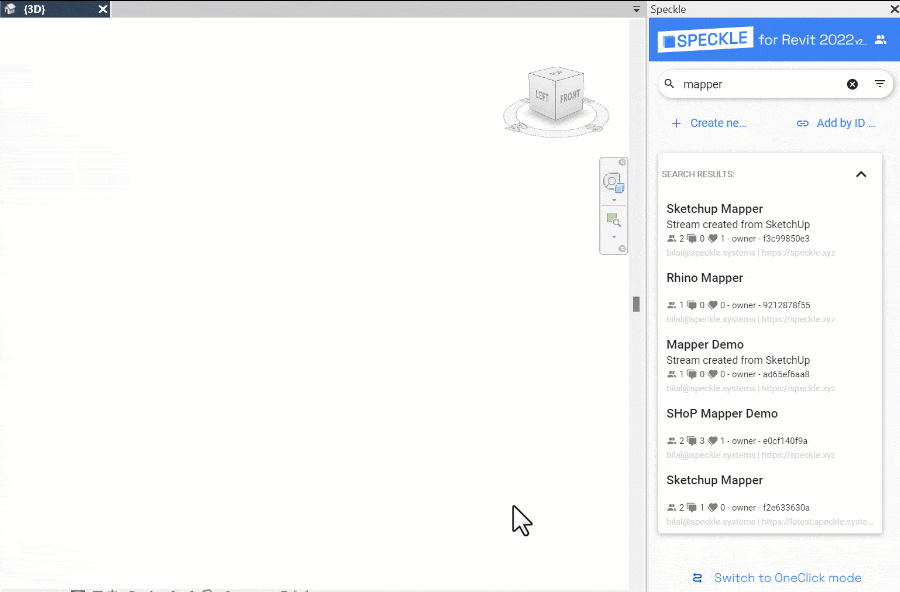 {3D}
Speckle
SPECKLE for Revit 2022 v2...
mapper
Create ne...
Add by ID ...
SEARCH RESULTS:
Sketchup Mapper
Stream created from SketchUp
2 0 1 - owner - f3c99850e3
bilal@speckle.systems | https://speckle.xyz
Rhino Mapper
1 0 0 - owner - 9212878f55
bilal@speckle.systems | https://speckle.xyz
Mapper Demo
Stream created from SketchUp
1 0 0 - owner - ad65ef6aa8
bilal@speckle.systems | https://speckle.xyz
SHoP Mapper Demo
2 3 1 - owner - e0cf140f9a
bilal@speckle.systems | https://speckle.xyz
Sketchup Mapper
2 1 0 - owner - f2e633630a
bilal@speckle.systems | https://latest.speckle.syste...
Switch to OneClick mode
LEFT
FRONT